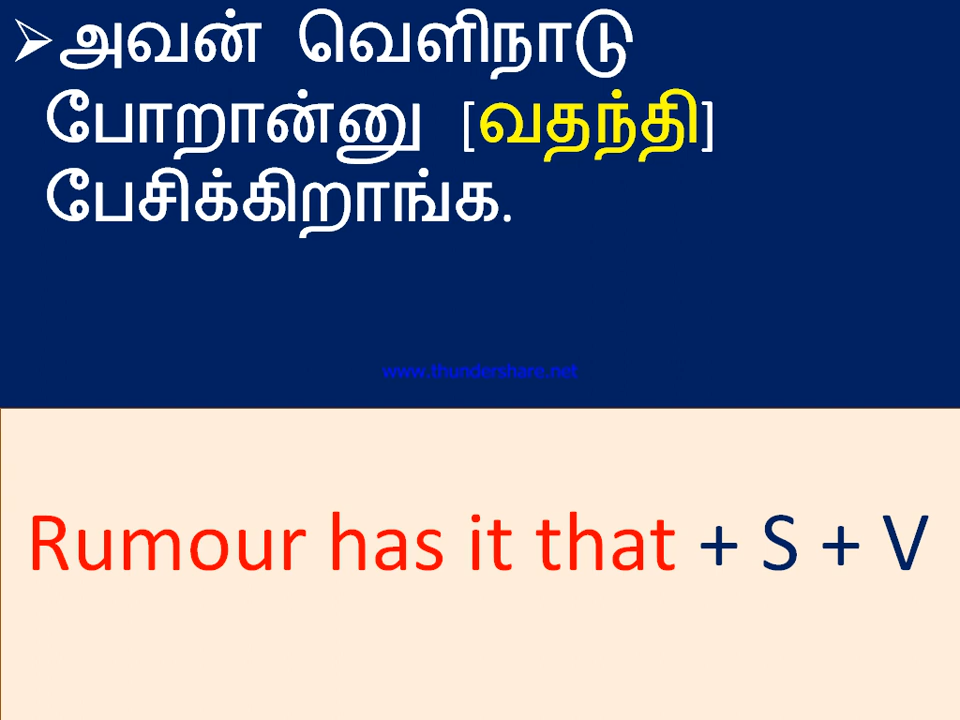 ➢அவன் வெளிநாடு
போறான்னு [வதந்தி]
பேசிக்கிறாங்க.
www.thundershare.net
Rumour has it that + S + V